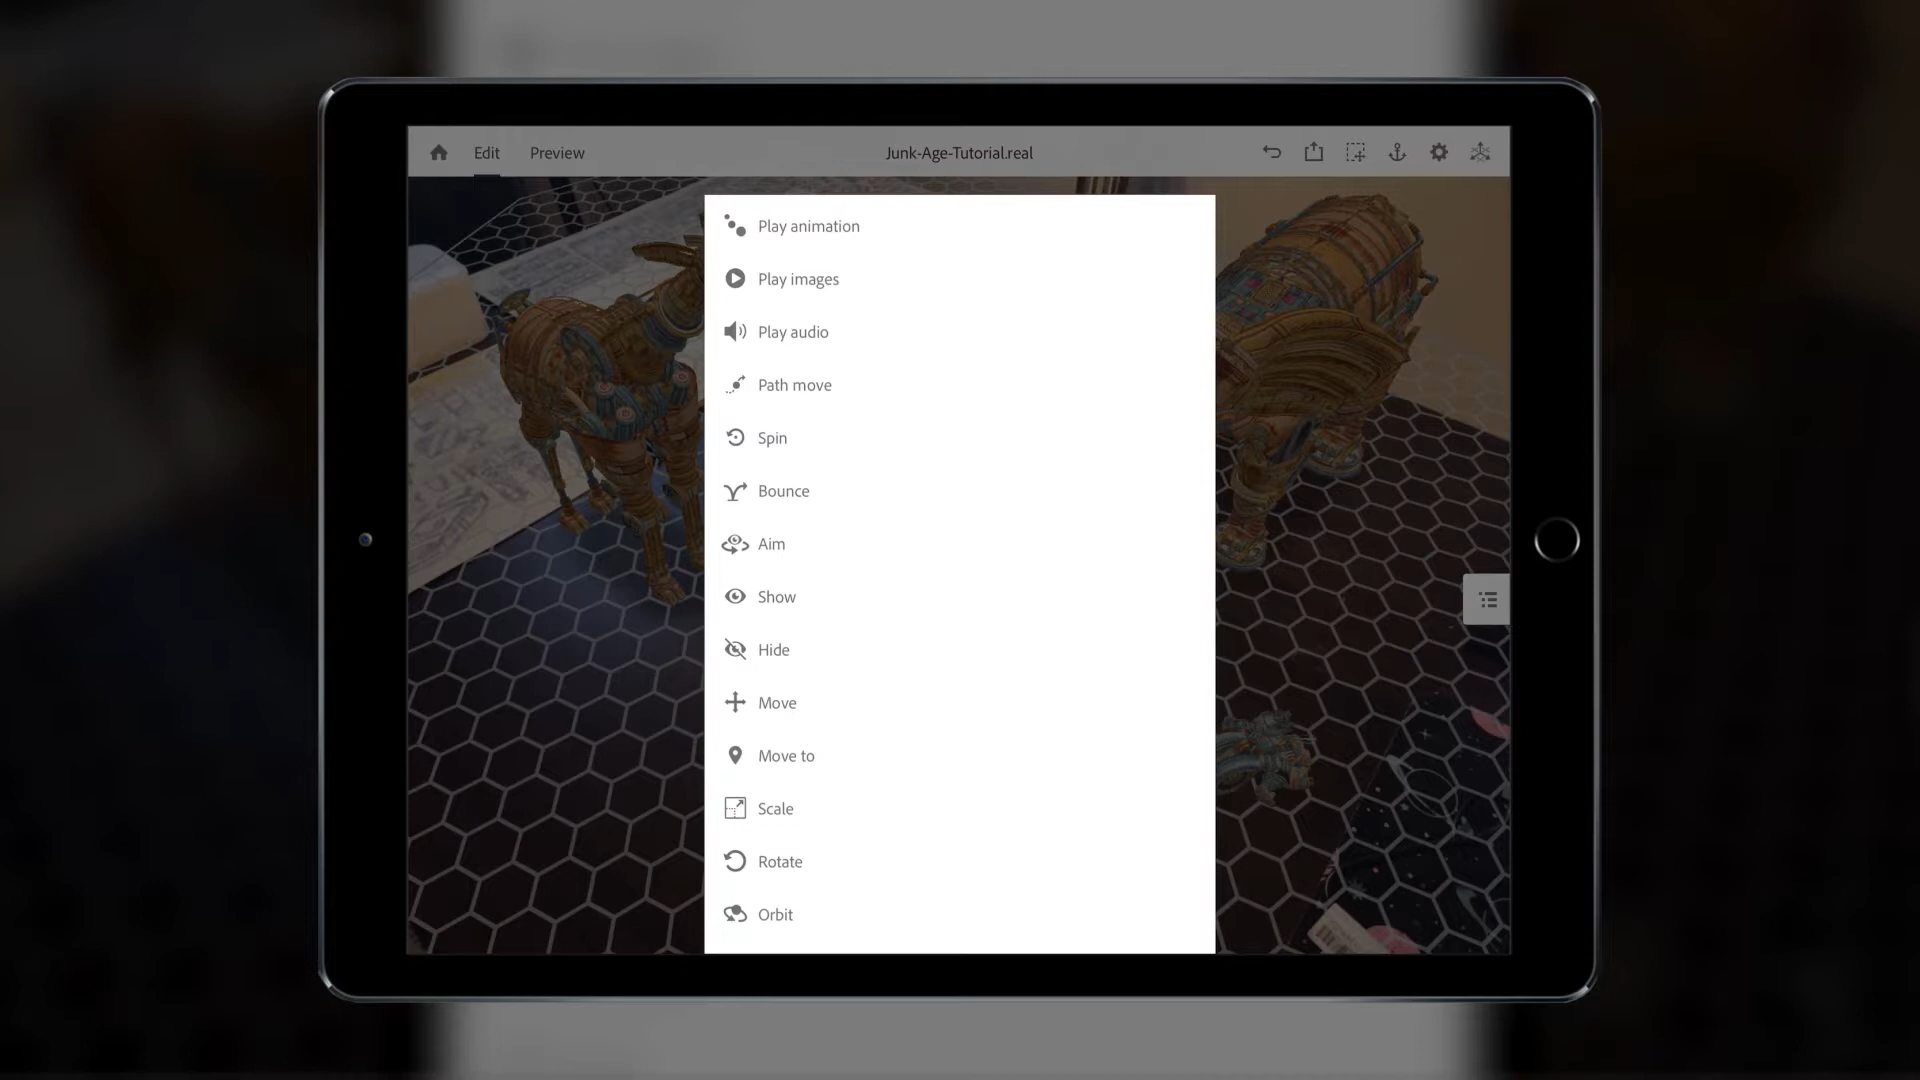 Edit
Preview
Junk-Age-Tutorial.real
Play animation
Play images
Play audio
Path move
Spin
Bounce
Aim
Show
Hide
Move
Move to
Scale
Rotate
Orbit